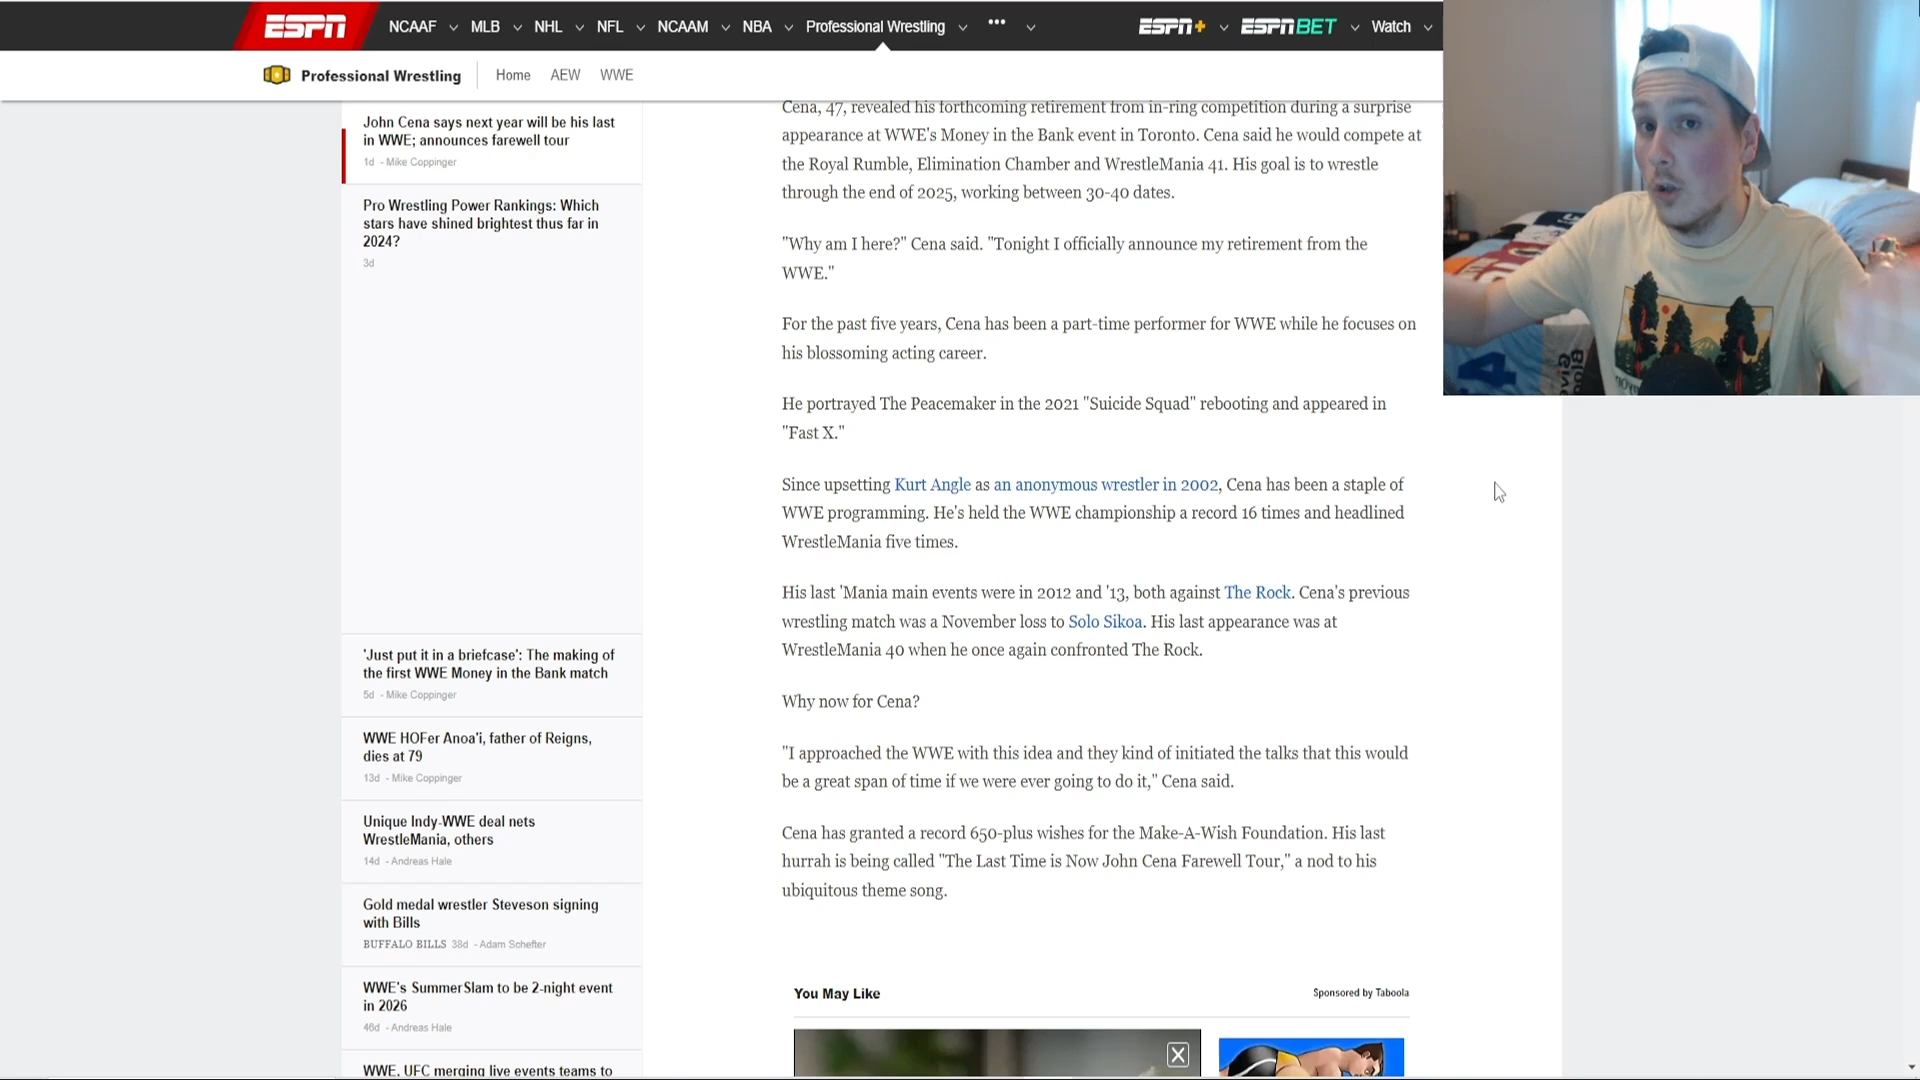 ESPN NCAAF MLB NHL NFL NCAAM NBA Professional Wrestling ••• ESPN+ ESPN BET Watch
Professional Wrestling Home AEW WWE
John Cena says next year will be his last
in WWE; announces farewell tour
1d - Mike Coppinger
Pro Wrestling Power Rankings: Which
stars have shined brightest thus far in
2024?
3d
'Just put it in a briefcase': The making of
the first WWE Money in the Bank match
5d - Mike Coppinger
WWE HOFer Anoa'i, father of Reigns,
dies at 79
13d - Mike Coppinger
Unique Indy-WWE deal nets
WrestleMania, others
14d - Andreas Hale
Gold medal wrestler Steveson signing
with Bills
BUFFALO BILLS 38d - Adam Schefter
WWE's SummerSlam to be 2-night event
in 2026
46d - Andreas Hale
WWE, UFC merging live events teams to
Cena, 47, revealed his forthcoming retirement from in-ring competition during a surprise
appearance at WWE's Money in the Bank event in Toronto. Cena said he would compete at
the Royal Rumble, Elimination Chamber and WrestleMania 41. His goal is to wrestle
through the end of 2025, working between 30-40 dates.
"Why am I here?" Cena said. "Tonight I officially announce my retirement from the
WWE."
For the past five years, Cena has been a part-time performer for WWE while he focuses on
his blossoming acting career.
He portrayed The Peacemaker in the 2021 "Suicide Squad" rebooting and appeared in
"Fast X."
Since upsetting Kurt Angle as an anonymous wrestler in 2002, Cena has been a staple of
WWE programming. He's held the WWE championship a record 16 times and headlined
WrestleMania five times.
His last 'Mania main events were in 2012 and '13, both against The Rock. Cena's previous
wrestling match was a November loss to Solo Sikoa. His last appearance was at
WrestleMania 40 when he once again confronted The Rock.
Why now for Cena?
"I approached the WWE with this idea and they kind of initiated the talks that this would
be a great span of time if we were ever going to do it," Cena said.
Cena has granted a record 650-plus wishes for the Make-A-Wish Foundation. His last
hurrah is being called "The Last Time is Now John Cena Farewell Tour," a nod to his
ubiquitous theme song.
You May Like Sponsored by Taboola